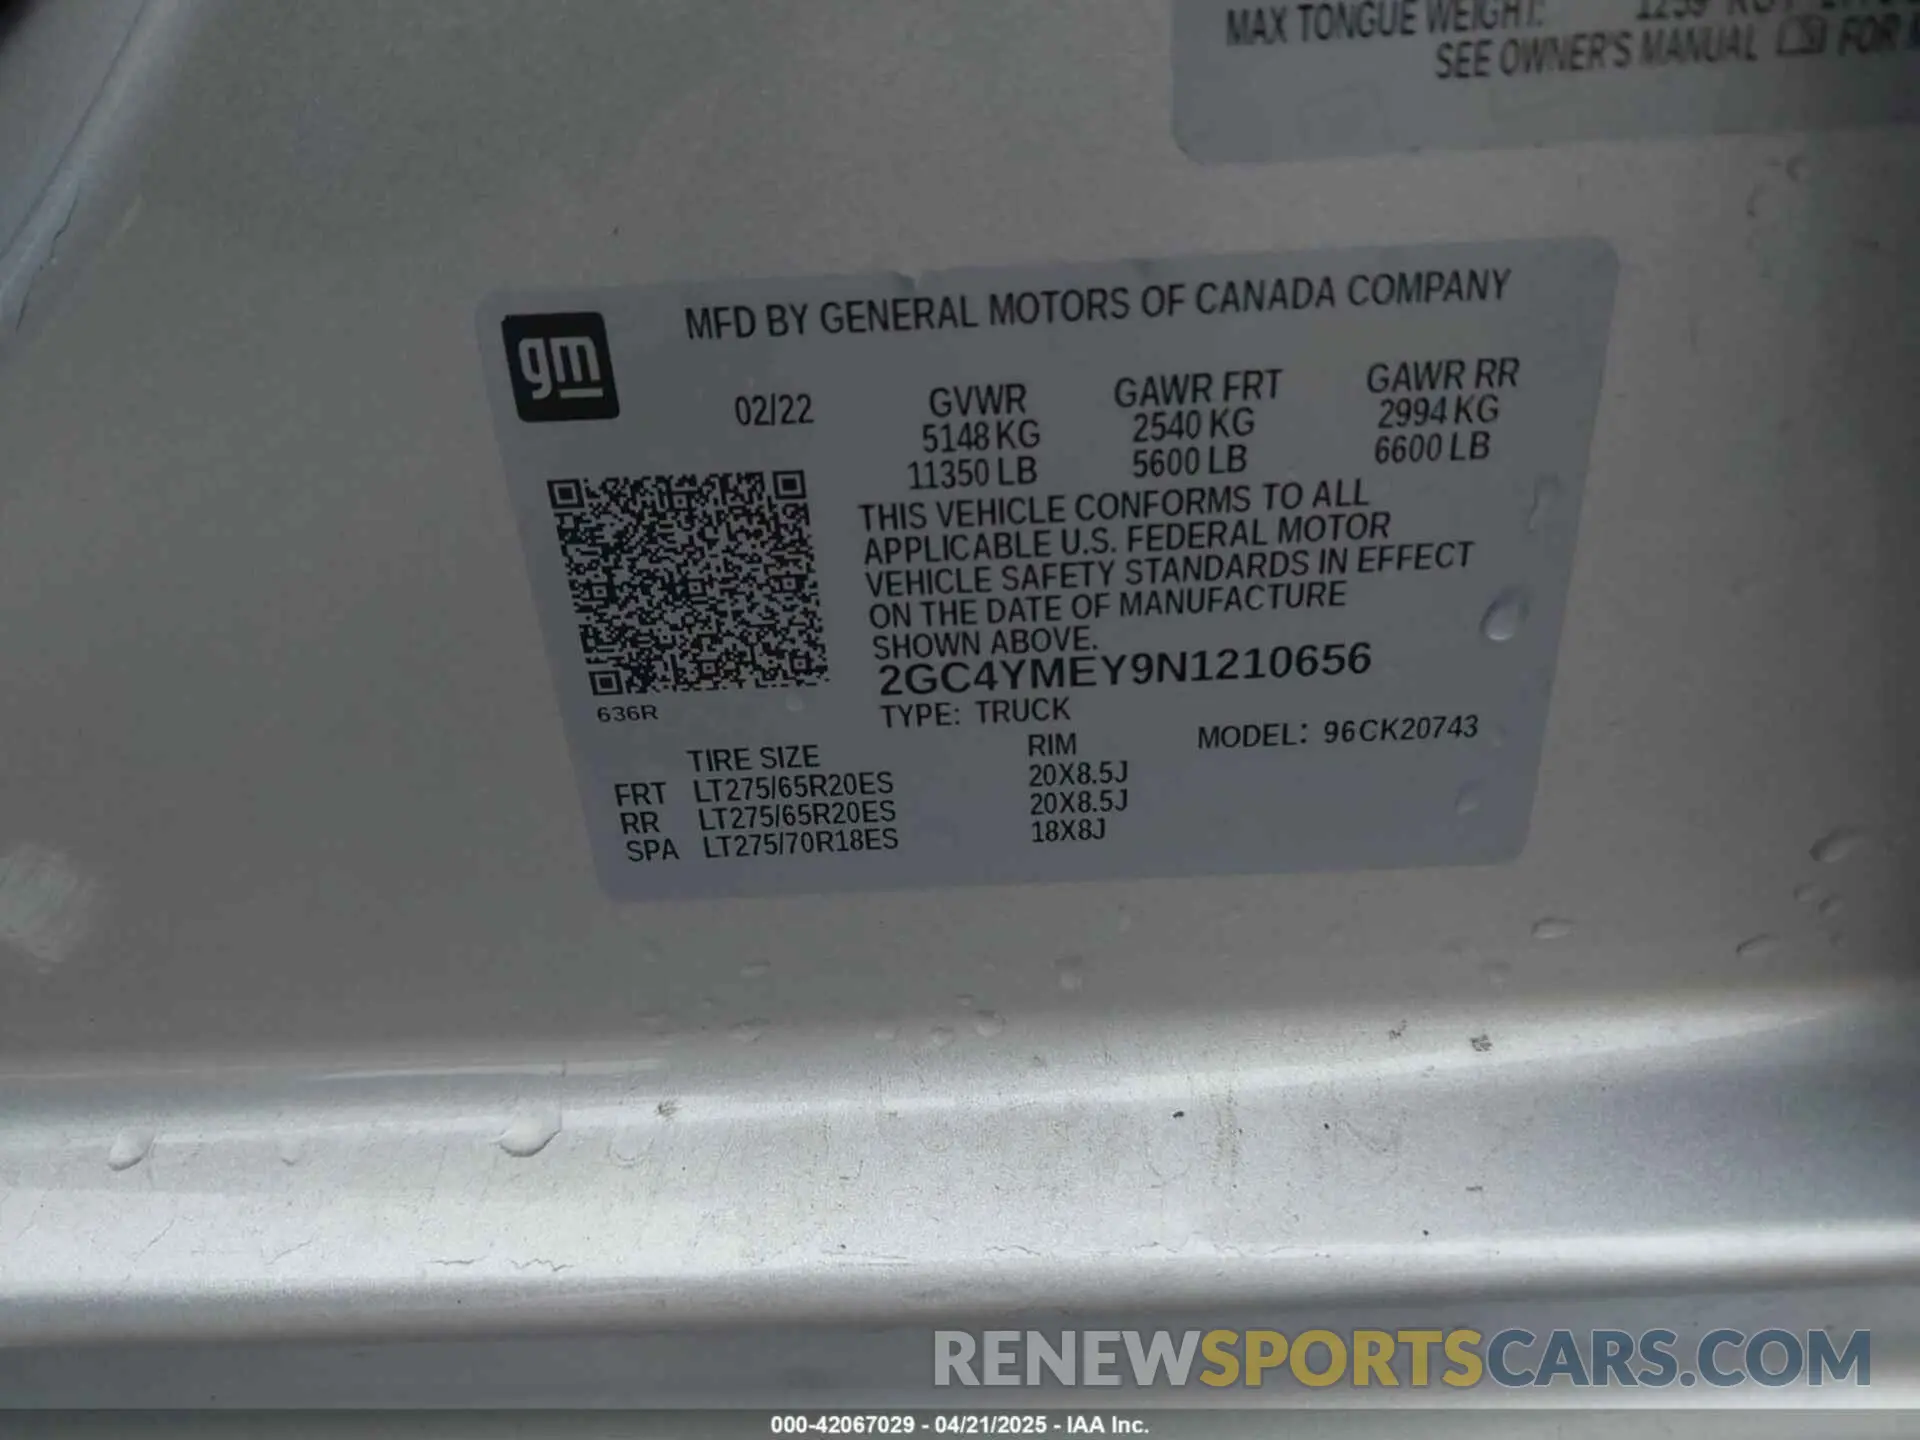 MAX TONGUE WEIGHT:
SEE OWNER'S MANUAL FOR
gm
MFD BY GENERAL MOTORS OF CANADA COMPANY
02/22 GVWR GAWR FRT GAWR RR
5148 KG 2540 KG 2994 KG
11350 LB 5600 LB 6600 LB
THIS VEHICLE CONFORMS TO ALL
APPLICABLE U.S. FEDERAL MOTOR
VEHICLE SAFETY STANDARDS IN EFFECT
ON THE DATE OF MANUFACTURE
SHOWN ABOVE.
2GC4YMEY9N1210656
636R
TYPE: TRUCK
MODEL: 96CK20743
TIRE SIZE RIM
FRT LT275/65R20ES 20X8.5J
RR LT275/65R20ES 20X8.5J
SPA LT275/70R18ES 18X8J
RENEWSPORTSCARS.COM
000-42067029 - 04/21/2025 - IAA Inc.